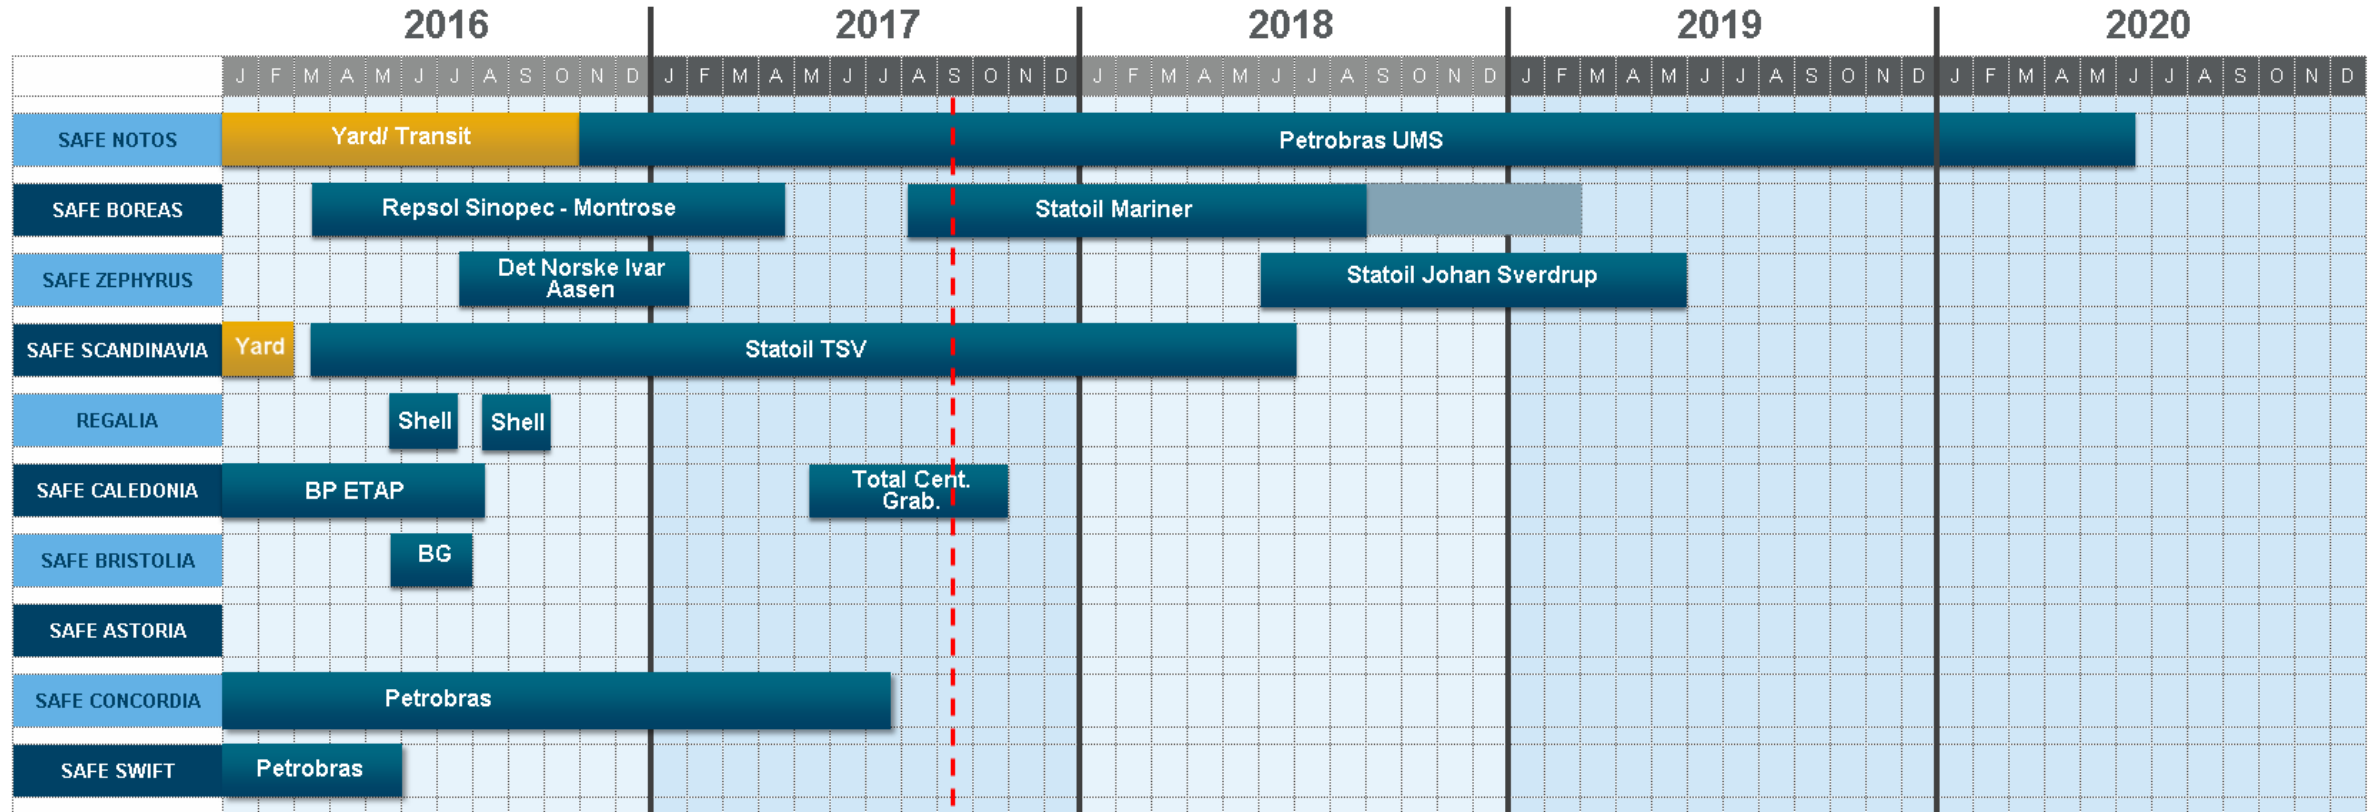 2016 2017 2018 2019 2020
J F M A M J J A S O N D J F M A M J J A S O N D J F M A M J J A S O N D J F M A M J J A S O N D J F M A M J J A S O N D
SAFE NOTOS Yard/ Transit Petrobras UMS
SAFE BOREAS Repsol Sinopec - Montrose Statoil Mariner
SAFE ZEPHYRUS Det Norske Ivar Statoil Johan Sverdrup
Aasen
SAFE SCANDINAVIA Yard Statoil TSV
REGALIA Shell Shell
SAFE CALEDONIA BP ETAP Total Cent.
Grab.
SAFE BRISTOLIA BG
SAFE ASTORIA
SAFE CONCORDIA Petrobras
SAFE SWIFT Petrobras